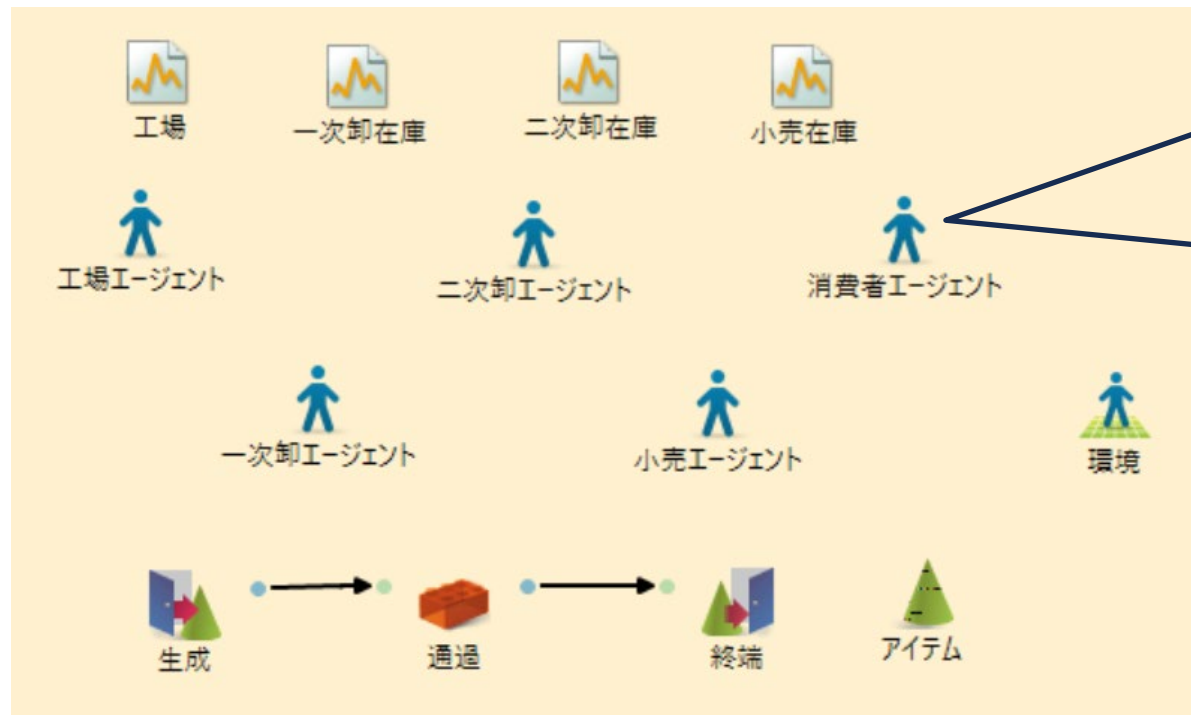 工場
一次卸在庫
二次卸在庫
小売在庫
工場エージェント
二次卸エージェント
消費者エージェント
一次卸エージェント
小売エージェント
環境
生成
通過
終端
アイテム